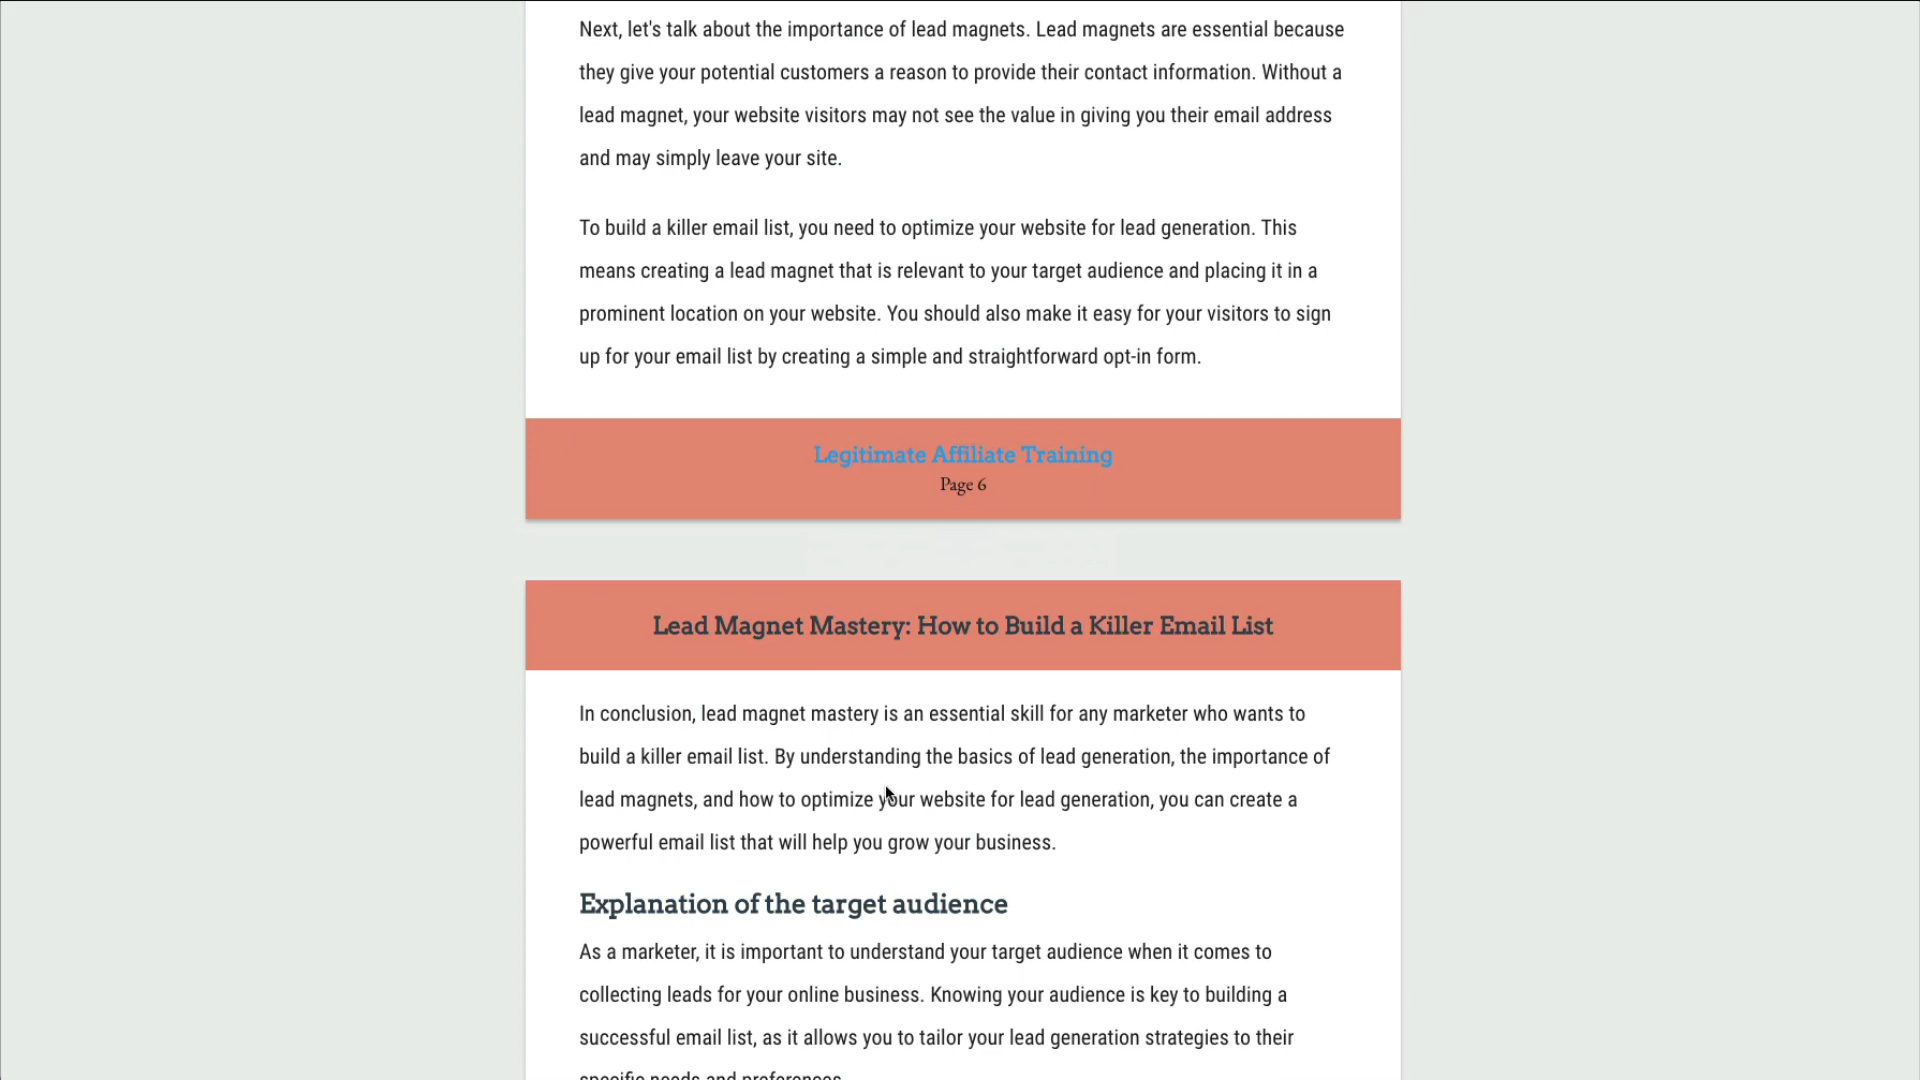 Next, let's talk about the importance of lead magnets. Lead magnets are essential because
they give your potential customers a reason to provide their contact information. Without a
lead magnet, your website visitors may not see the value in giving you their email address
and may simply leave your site.
To build a killer email list, you need to optimize your website for lead generation. This
means creating a lead magnet that is relevant to your target audience and placing it in a
prominent location on your website. You should also make it easy for your visitors to sign
up for your email list by creating a simple and straightforward opt-in form.
Legitimate Affiliate Training
Page 6
Lead Magnet Mastery: How to Build a Killer Email List
In conclusion, lead magnet mastery is an essential skill for any marketer who wants to
build a killer email list. By understanding the basics of lead generation, the importance of
lead magnets, and how to optimize your website for lead generation, you can create a
powerful email list that will help you grow your business.
Explanation of the target audience
As a marketer, it is important to understand your target audience when it comes to
collecting leads for your online business. Knowing your audience is key to building a
successful email list, as it allows you to tailor your lead generation strategies to their
specific needs and preferences.